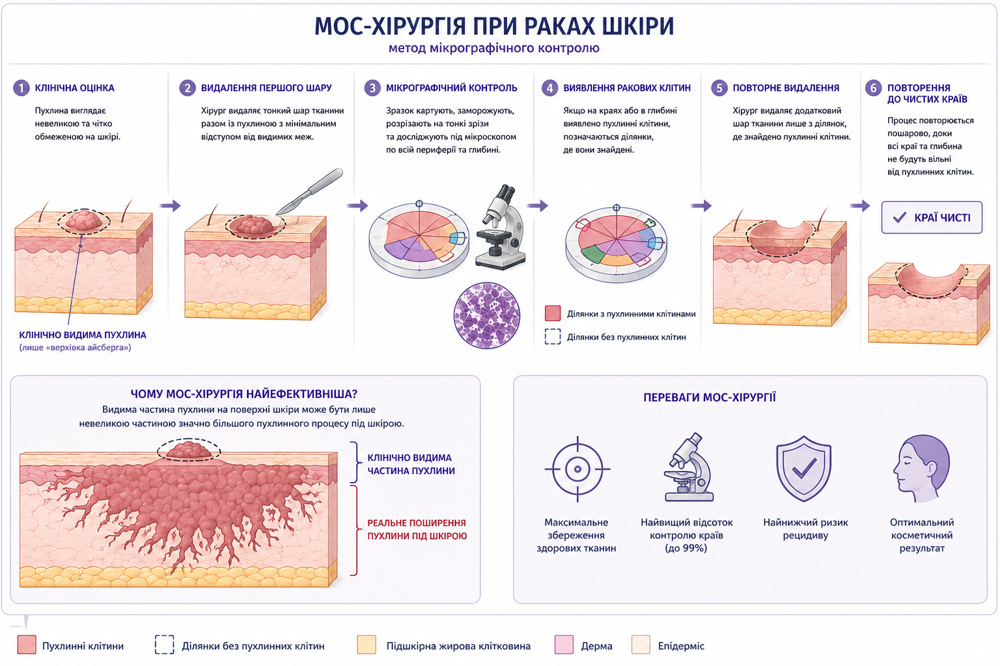 МОС-ХІРУРГІЯ ПРИ РАКАХ ШКІРИ
метод мікрографічного контролю
1 КЛІНІЧНА ОЦІНКА
Пухлина виглядає
невеликою та чітко
обмеженою на шкірі.
КЛІНІЧНО ВИДИМА ПУХЛИНА
(лише «верхівка айсберга»)
2 ВИДАЛЕННЯ ПЕРШОГО ШАРУ
Хірург видаляє тонкий шар тканини
разом із пухлиною з мінімальним
відступом від видимих меж.
3 МІКРОГРАФІЧНИЙ КОНТРОЛЬ
Зразок картують, заморожують,
розрізають на тонкі зрізи
та досліджують під мікроскопом
по всій периферії та глибині.
4 ВИЯВЛЕННЯ РАКОВИХ КЛІТИН
Якщо на краях або в глибині
виявлено пухлинні клітини,
позначаються ділянки,
де вони знайдені.
Ділянки з пухлинними клітинами
Ділянки без пухлинних клітин
5 ПОВТОРНЕ ВИДАЛЕННЯ
Хірург видаляє додатковий
шар тканини лише з ділянок,
де знайдено пухлинні клітини.
6 ПОВТОРЕННЯ
ДО ЧИСТИХ КРАЇВ
Процес повторюється
пошарово, доки
всі краї та глибина
не будуть вільні
від пухлинних клітин.
КРАЇ ЧИСТІ
ЧОМУ МОС-ХІРУРГІЯ НАЙЕФЕКТИВНІША?
Видима частина пухлини на поверхні шкіри може бути лише
невеликою частиною значно більшого пухлинного процесу під шкірою.
КЛІНІЧНО ВИДИМА
ЧАСТИНА ПУХЛИНИ
РЕАЛЬНЕ ПОШИРЕННЯ
ПУХЛИНИ ПІД ШКІРОЮ
ПЕРЕВАГИ МОС-ХІРУРГІЇ
Максимальне
збереження
здорових тканин
Найвищий відсоток
контролю країв
(до 99%)
Найнижчий ризик
рецидиву
Оптимальний
косметичний
результат
Пухлинні клітини
Ділянки без пухлинних клітин
Підшкірна жирова клітковина
Дерма
Епідерміс